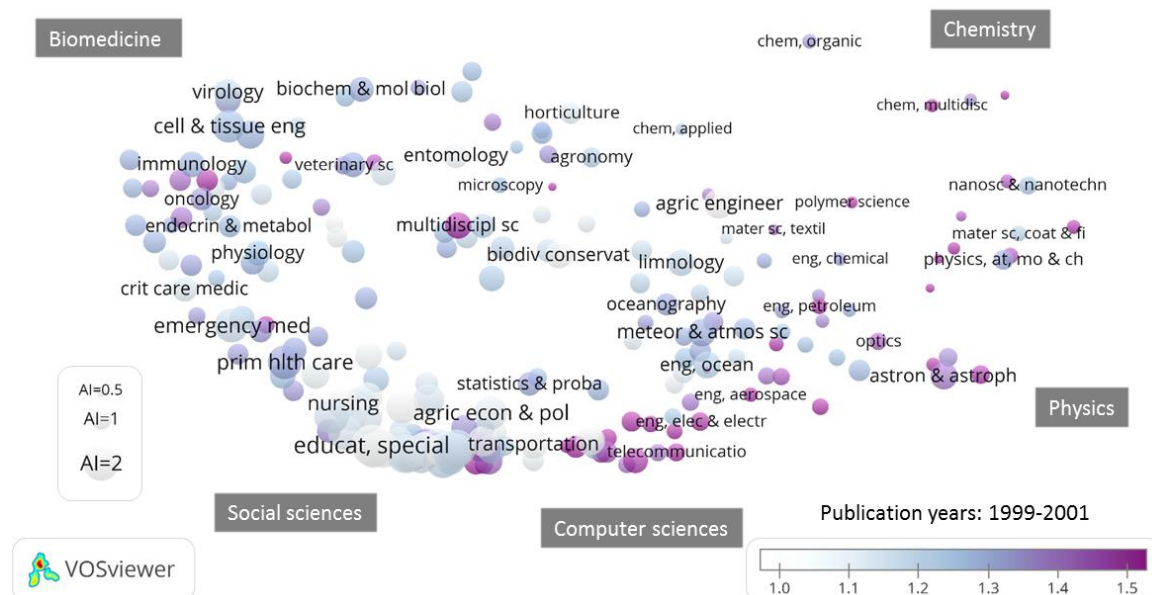 Biomedicine
Chemistry
chem, organic
virology
biochem & mol biol
chem, multidisc
horticulture
cell & tissue eng
chem, applied
immunology
veterinary sc
entomology
agronomy
microscopy
nanosc & nanotechn
oncology
agric engineer
polymer science
endocrin & metabol
multidiscipl sc
mater sc, textil
mater sc, coat & fi
physiology
biodiv conservat
limnology
eng, chemical
physics, at, mo & ch
crit care medic
oceanography
eng, petroleum
emergency med
meteor & atmos sc
optics
prim hlth care
eng, ocean
astron & astroph
AI=0.5
statistics & proba
eng, aerospace
nursing
agric econ & pol
Physics
AI=1
eng, elec & electr
educat, special
transportation
telecommunicatio
AI=2
Social sciences
Computer sciences
Publication years: 1999-2001
VOSviewer
1.0 1.1 1.2 1.3 1.4 1.5